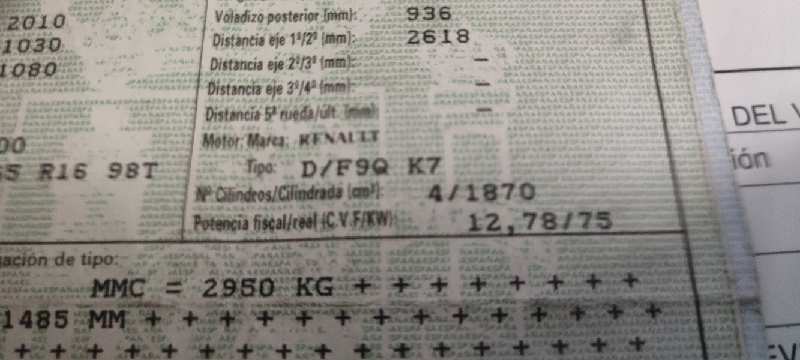 2010
Voladizo posterior (mm): 936
1030
Distancia eje 1º/2º (mm): 2618
1080
Distancia eje 2º/3º (mm): –
Distancia eje 3º/4º (mm): –
Distancia 5ª rueda/últ. (mm) –
00
Motor: Marca: RENAULT
5 R16 98T
Tipo: D/F9Q K7
Nº Cilindros/Cilindrada (cm³): 4/1870
Potencia fiscal/real (C.V.F/KW): 12,78/75
ación de tipo:
MMC = 2950 KG + + + + + + + +
1485 MM + + + + + + + + + + + + + +
+ + + + + + + + + + + + + + + + + +
DEL
ión